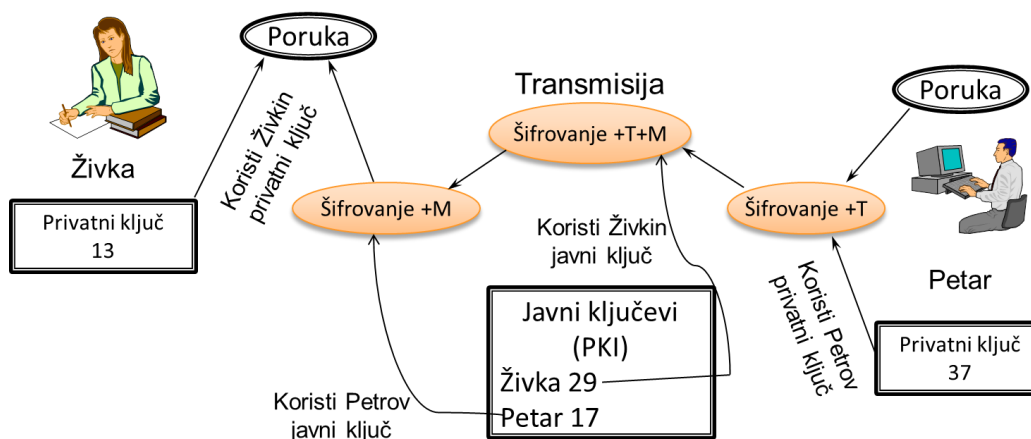 Poruka
Živka
Privatni ključ
13
Koristi Živkin
privatni ključ
Šifrovanje +M
Transmisija
Šifrovanje +T+M
Koristi Živkin
javni ključ
Javni ključevi
(PKI)
Živka 29
Petar 17
Koristi Petrov
javni ključ
Poruka
Šifrovanje +T
Petar
Koristi Petrov
privatni ključ
Privatni ključ
37